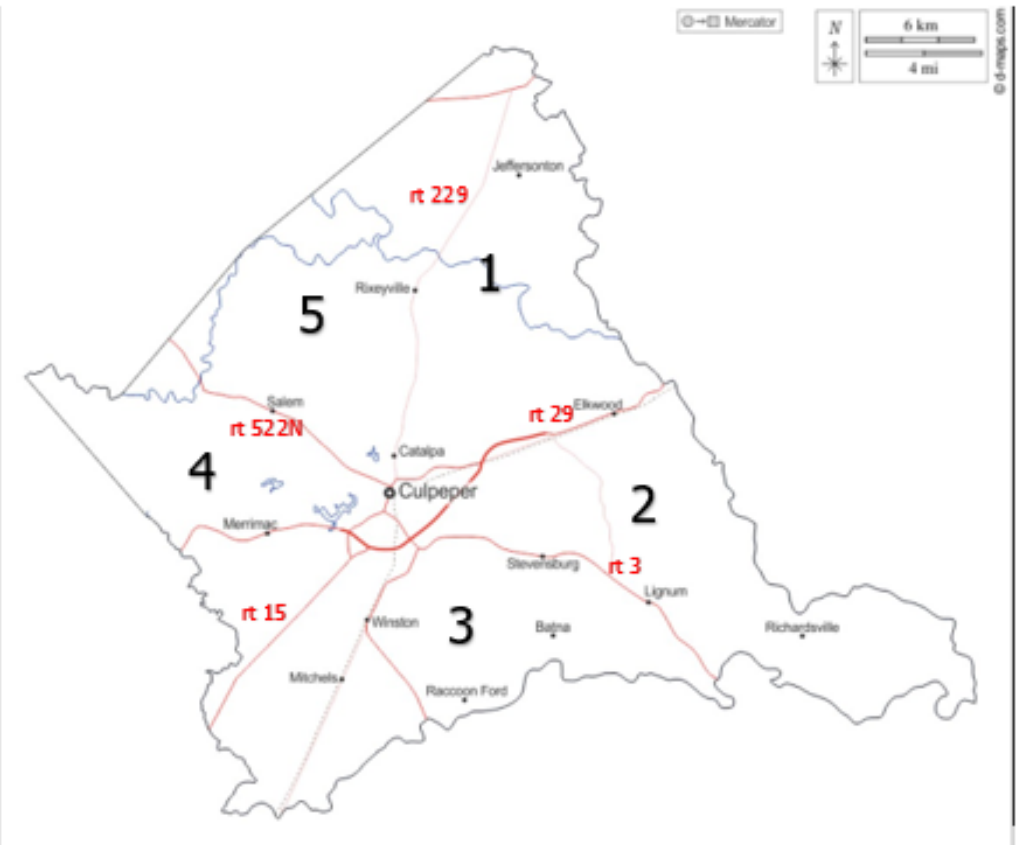 Mercator
N
6 km
4 mi
© d-maps.com
Jeffersonton
rt 229
1
Rixeyville
5
Salem
rt 522N
rt 29
Elkwood
4
Catalpa
Culpeper
2
Merrimac
Stevensburg
rt 3
Lignum
rt 15
Winston
3
Batna
Richardsville
Mitchels
Raccoon Ford